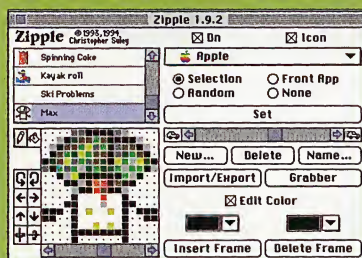 Zipple 1.9.2
Zipple ©1993,1994, Christopher Suley
On
Icon
Spinning Coke
Kayak roll
Ski Problems
Max
Apple
Selection
Front App
Random
None
Set
New...
Delete
Name...
Import/Export
Grabber
Edit Color
Insert Frame
Delete Frame